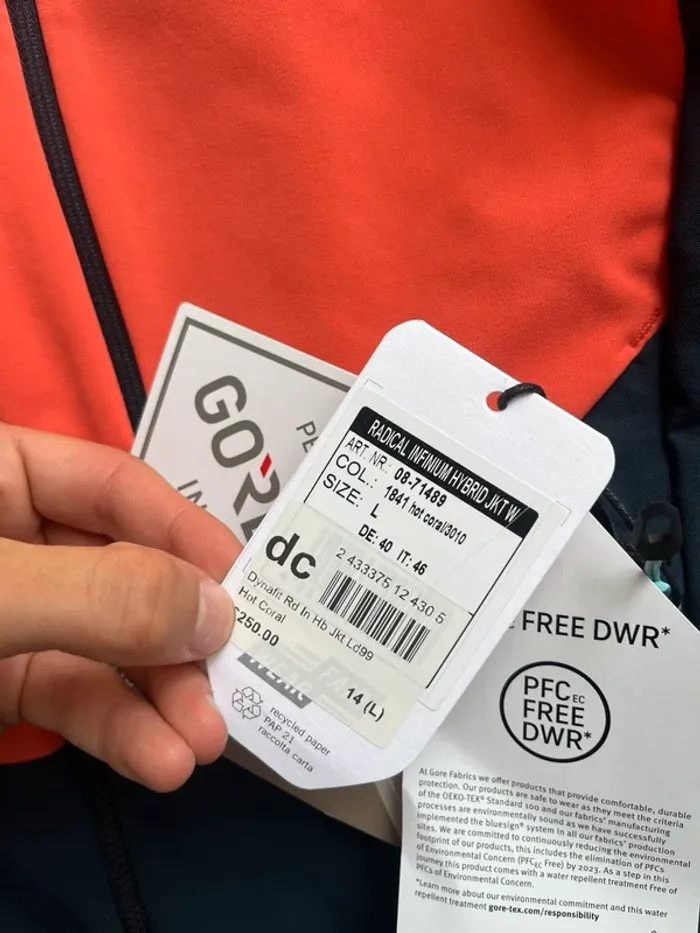 GORE
PE
IN
RADICAL INFINIUM HYBRID JKT W/
ART. NR.: 08-71489
COL.: 1841 hot coral/3010
SIZE: L
DE: 40 IT: 46
dc
2 433375 12 430 5
Dynafit Rd In Hb Jkt Ld99
Hot Coral
£250.00
14 (L)
recycled paper
PAP 21
raccolta carta
FREE DWR*
PFCEC
FREE
DWR*
At Gore Fabrics we offer products that provide comfortable, durable
protection. Our products are safe to wear as they meet the criteria
of the OEKO-TEX® Standard 100 and our fabrics' manufacturing
processes are environmentally sound as we have successfully
implemented the bluesign® system in all our fabrics' production
sites. We are committed to continuously reducing the environmental
footprint of our products, this includes the elimination of PFCs
of Environmental Concern (PFCEC Free) by 2023. As a step in this
journey this product comes with a water repellent treatment Free of
PFCs of Environmental Concern.
*Learn more about our environmental commitment and this water
repellent treatment gore-tex.com/responsibility